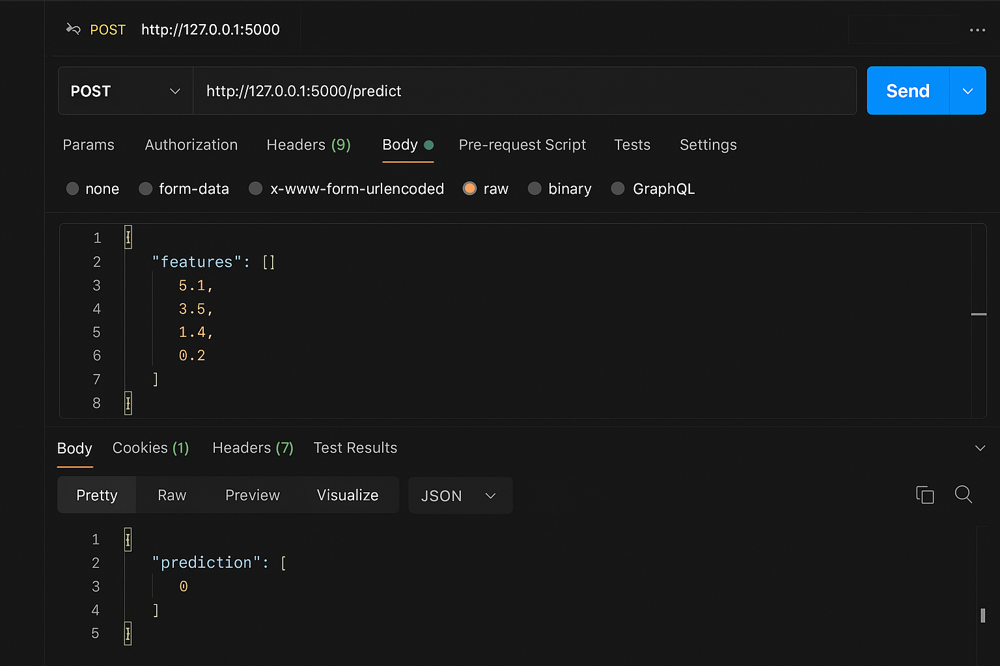 POST http://127.0.0.1:5000
POST http://127.0.0.1:5000/predict Send
Params Authorization Headers (9) Body Pre-request Script Tests Settings
none form-data x-www-form-urlencoded raw binary GraphQL
1 {
2 "features": []
3 5.1,
4 3.5,
5 1.4,
6 0.2
7 ]
8 }
Body Cookies (1) Headers (7) Test Results
Pretty Raw Preview Visualize JSON
1 {
2 "prediction": [
3 0
4 ]
5 }